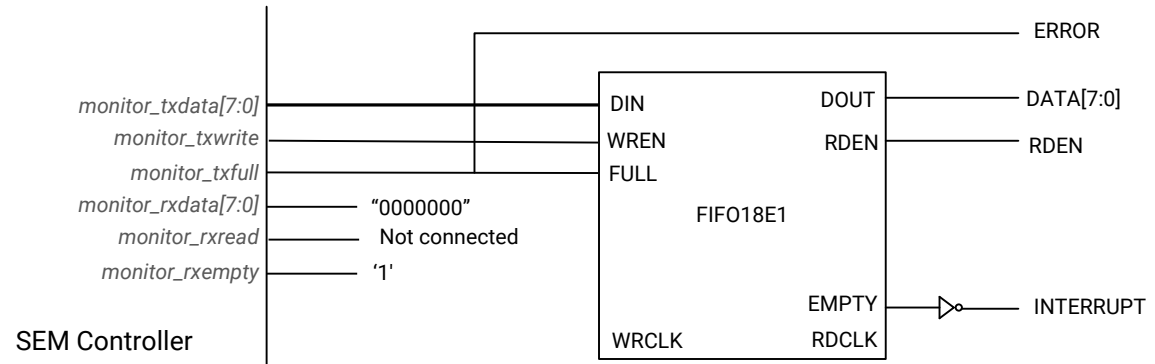 ERROR
monitor_txdata[7:0]
DIN
DOUT
DATA[7:0]
monitor_txwrite
WREN
RDEN
RDEN
monitor_txfull
FULL
monitor_rxdata[7:0]
“0000000”
FIFO18E1
monitor_rxread
Not connected
monitor_rxempty
‘1'
EMPTY
INTERRUPT
SEM Controller
WRCLK
RDCLK